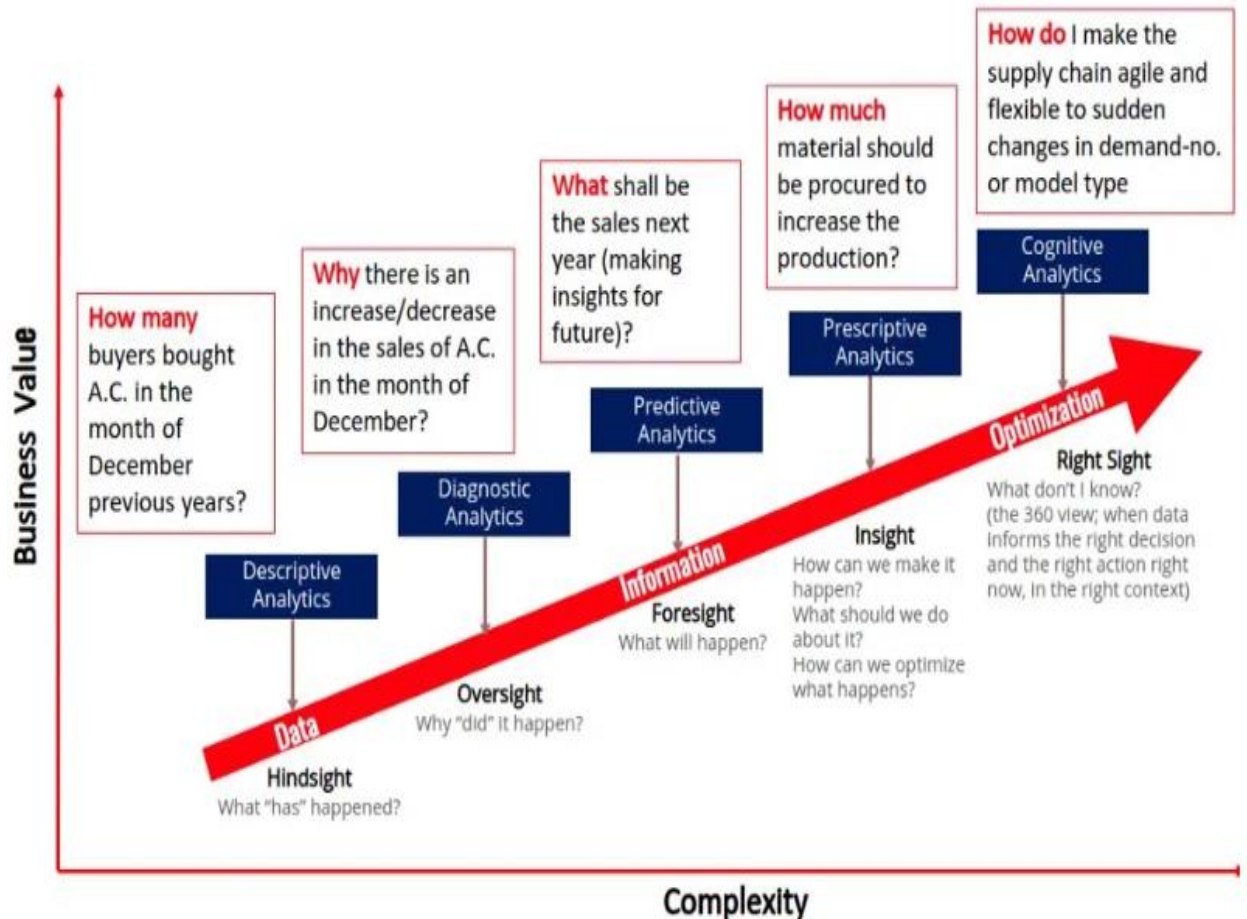 How do I make the
supply chain agile and
flexible to sudden
changes in demand-no.
or model type
How much
material should
be procured to
increase the
production?
What shall be
the sales next
year (making
insights for
future)?
Why there is an
increase/decrease
in the sales of A.C.
in the month of
December?
How many
buyers bought
A.C. in the
month of
December
previous years?
Cognitive
Analytics
Prescriptive
Analytics
Predictive
Analytics
Diagnostic
Analytics
Descriptive
Analytics
Business Value
Data
Information
Optimization
Hindsight
What "has" happened?
Oversight
Why "did" it happen?
Foresight
What will happen?
Insight
How can we make it
happen?
What should we do
about it?
How can we optimize
what happens?
Right Sight
What don't I know?
(the 360 view; when data
informs the right decision
and the right action right
now, in the right context)
Complexity